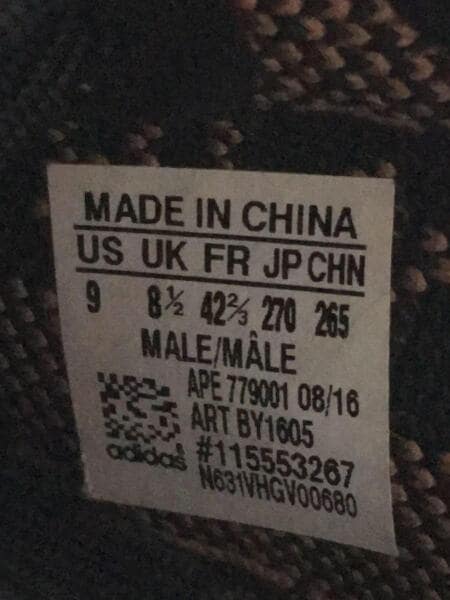 MADE IN CHINA
US UK FR JP CHN
9 8½ 42⅔ 270 265
MALE/MÂLE
APE 779001 08/16
ART BY1605
#115553267
adidas N631VHGV00680